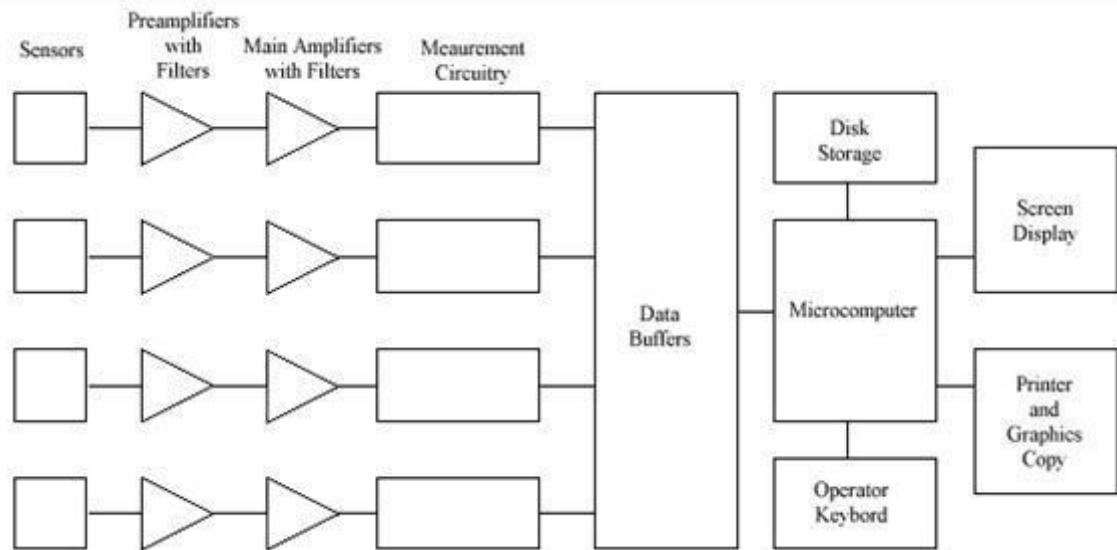 Sensors
Preamplifiers
with
Filters
Main Amplifiers
with Filters
Meaurement
Circuitry
Data
Buffers
Disk
Storage
Microcomputer
Operator
Keybord
Screen
Display
Printer
and
Graphics
Copy